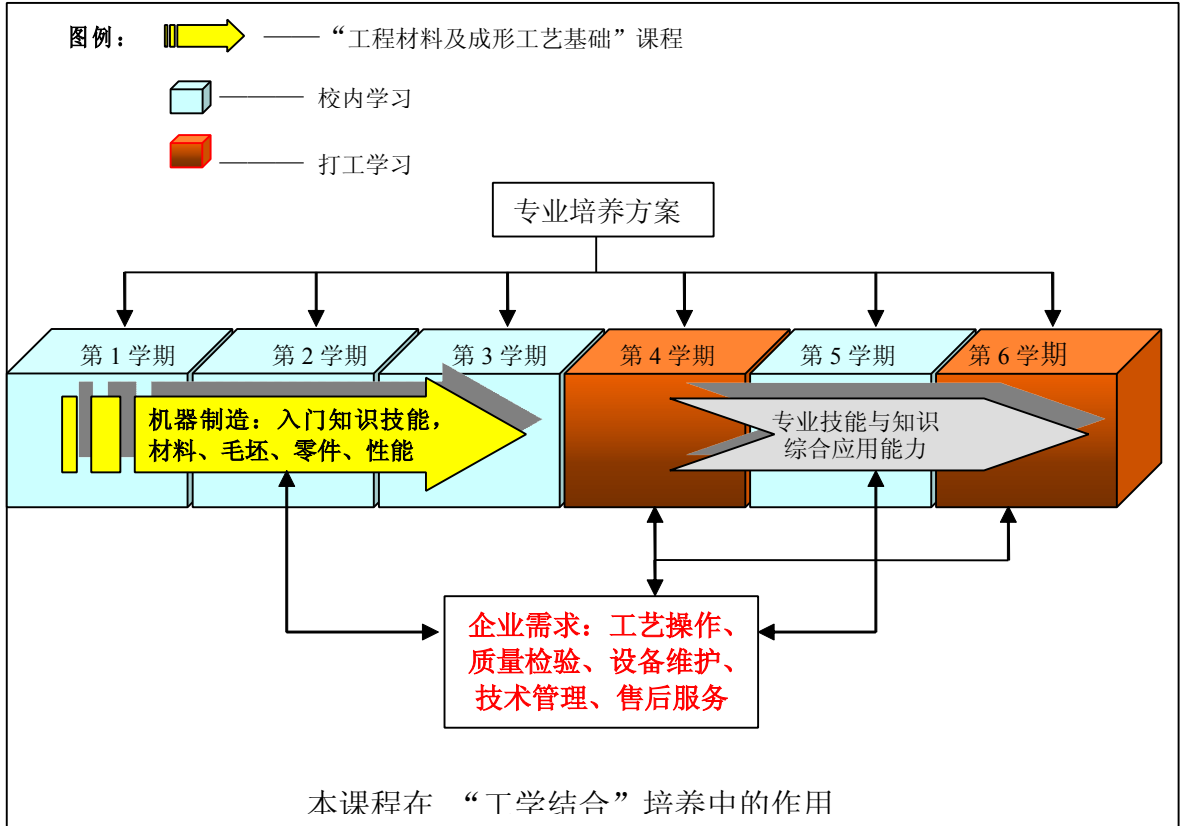 图例： —— “工程材料及成形工艺基础”课程
——— 校内学习
——— 打工学习
专业培养方案
第 1 学期 第 2 学期 第 3 学期 第 4 学期 第 5 学期 第 6 学期
机器制造：入门知识技能，
材料、毛坯、零件、性能
专业技能与知识
综合应用能力
企业需求：工艺操作、
质量检验、设备维护、
技术管理、售后服务
本课程在 “工学结合”培养中的作用